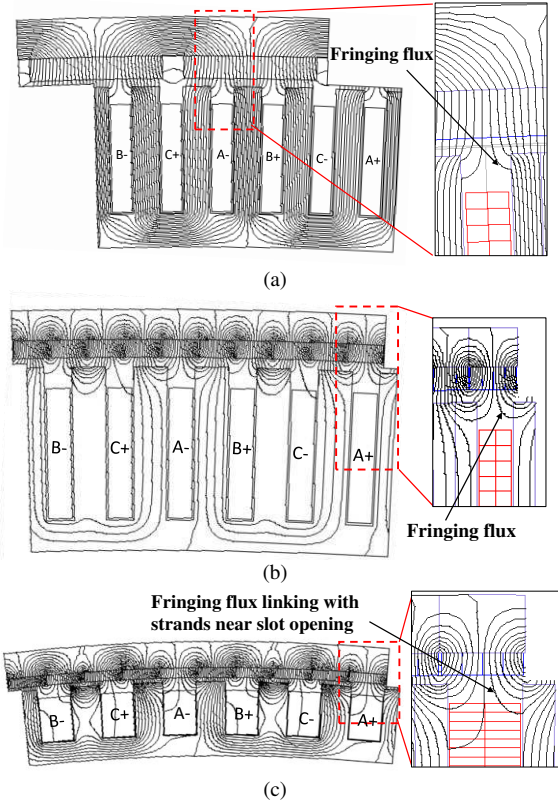 Fringing flux
B- C+ A- B+ C- A+
(a)
B- C+ A- B+ C- A+
Fringing flux
(b)
Fringing flux linking with
strands near slot opening
B- C+ A- B+ C- A+
(c)